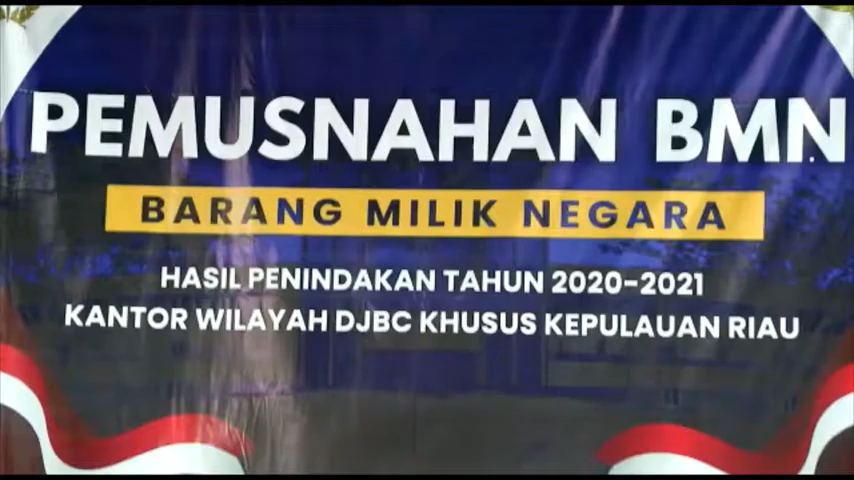 PEMUSNAHAN BMN
BARANG MILIK NEGARA
HASIL PENINDAKAN TAHUN 2020-2021
KANTOR WILAYAH DJBC KHUSUS KEPULAUAN RIAU